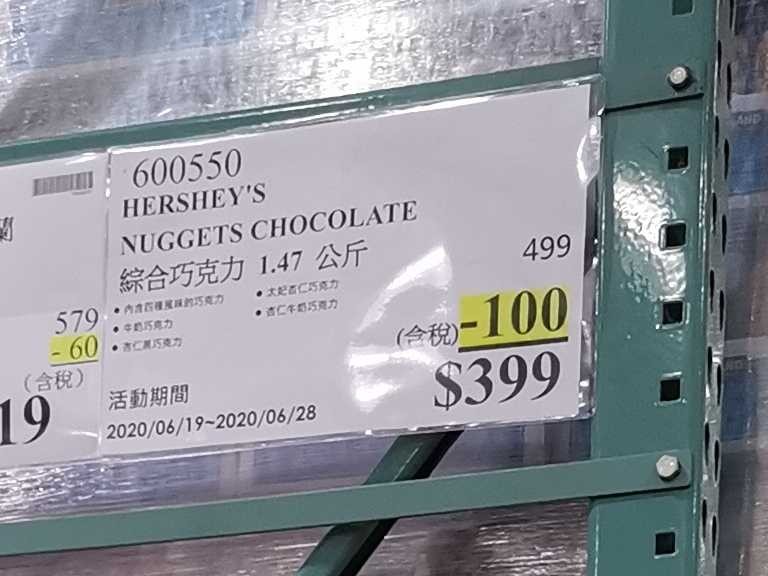 蘭
579
- 60
(含稅)
19
600550
HERSHEY'S
NUGGETS CHOCOLATE
綜合巧克力 1.47 公斤
• 內含四種風味的巧克力
• 牛奶巧克力
• 杏仁黑巧克力
• 太妃杏仁巧克力
• 杏仁牛奶巧克力
499
(含稅)-100
$399
活動期間
2020/06/19~2020/06/28